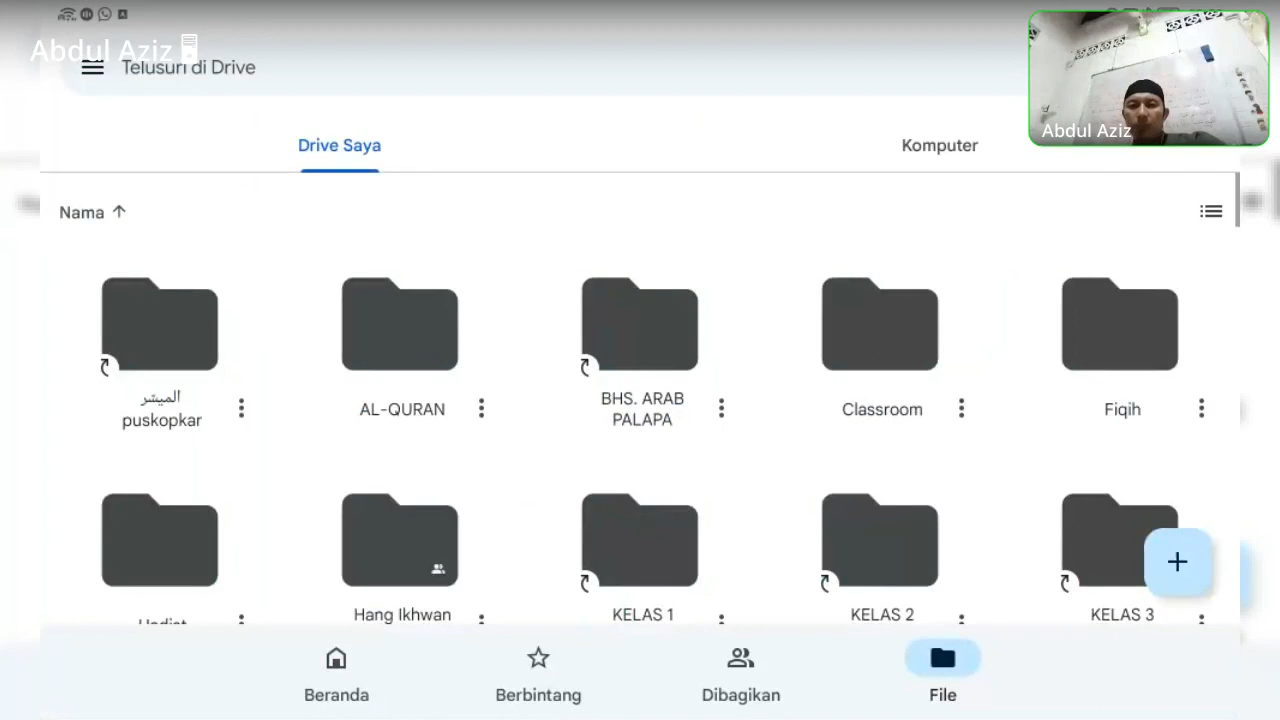 Abdul Aziz
Telusuri di Drive
Abdul Aziz
Drive Saya
Komputer
Nama
الميسّر
puskopkar
AL-QURAN
BHS. ARAB
PALAPA
Classroom
Fiqih
Hadist
Hang Ikhwan
KELAS 1
KELAS 2
KELAS 3
Beranda
Berbintang
Dibagikan
File